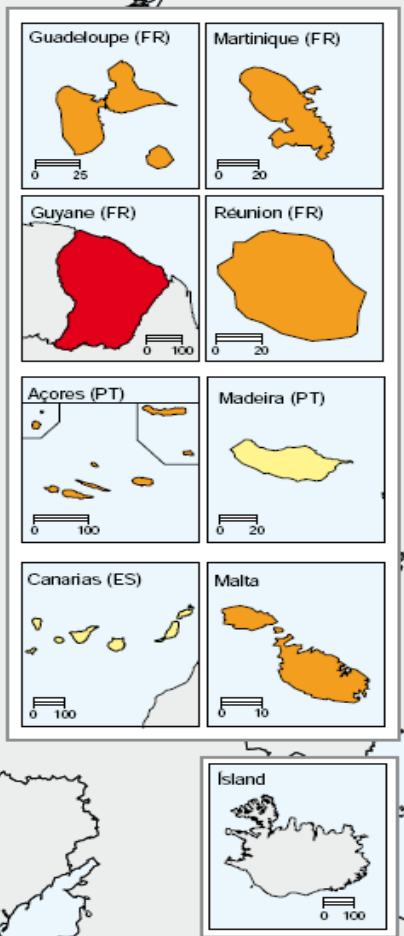 Guadeloupe (FR)
0 25
Martinique (FR)
0 20
Guyane (FR)
0 100
Réunion (FR)
0 20
Açores (PT)
0 100
Madeira (PT)
0 20
Canarias (ES)
0 100
Malta
0 10
Ísland
0 100